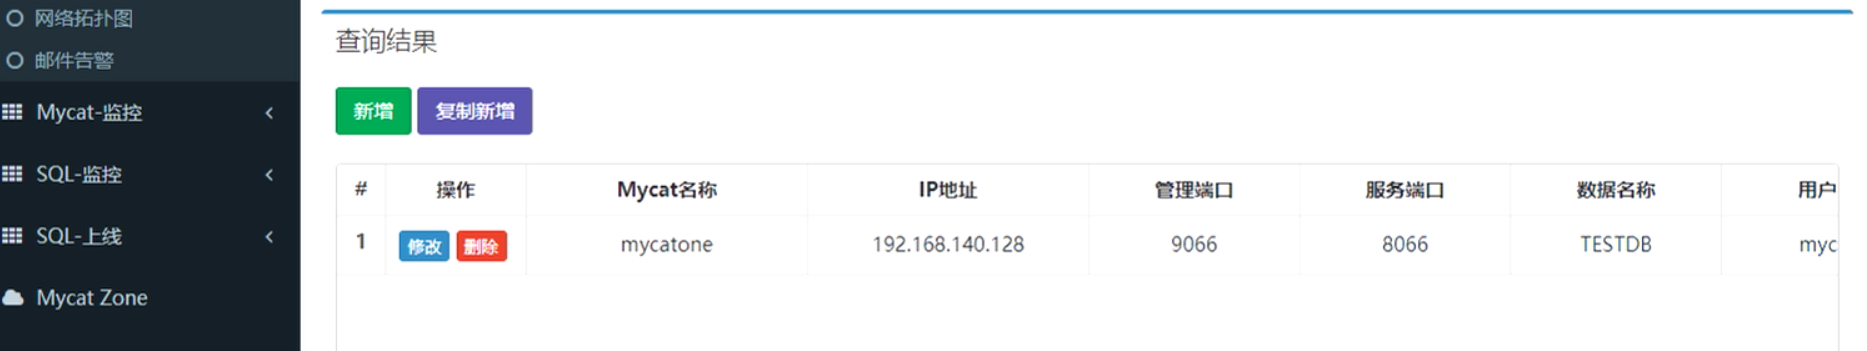 网络拓扑图
邮件告警
Mycat-监控
SQL-监控
SQL-上线
Mycat Zone
查询结果
新增 复制新增
# 操作 Mycat名称 IP地址 管理端口 服务端口 数据名称 用户
1 修改 删除 mycatone 192.168.140.128 9066 8066 TESTDB myc